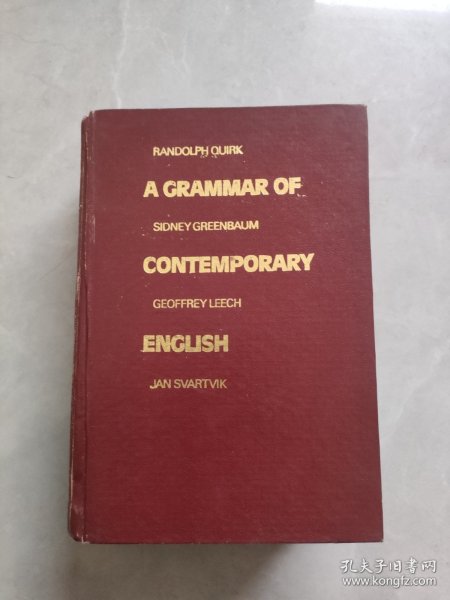 RANDOLPH QUIRK
A GRAMMAR OF
SIDNEY GREENBAUM
CONTEMPORARY
GEOFFREY LEECH
ENGLISH
JAN SVARTVIK
孔夫子旧书网
www.kongfz.com